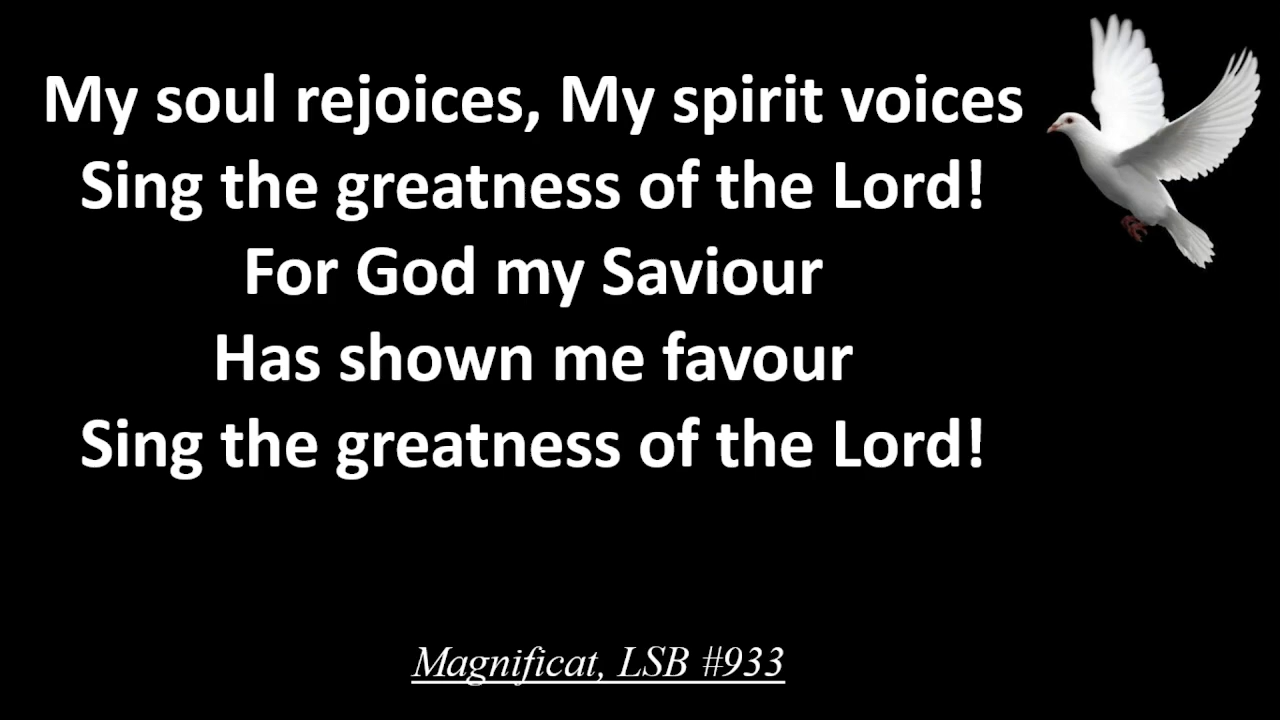 My soul rejoices, My spirit voices
Sing the greatness of the Lord!
For God my Saviour
Has shown me favour
Sing the greatness of the Lord!
Magnificat, LSB #933